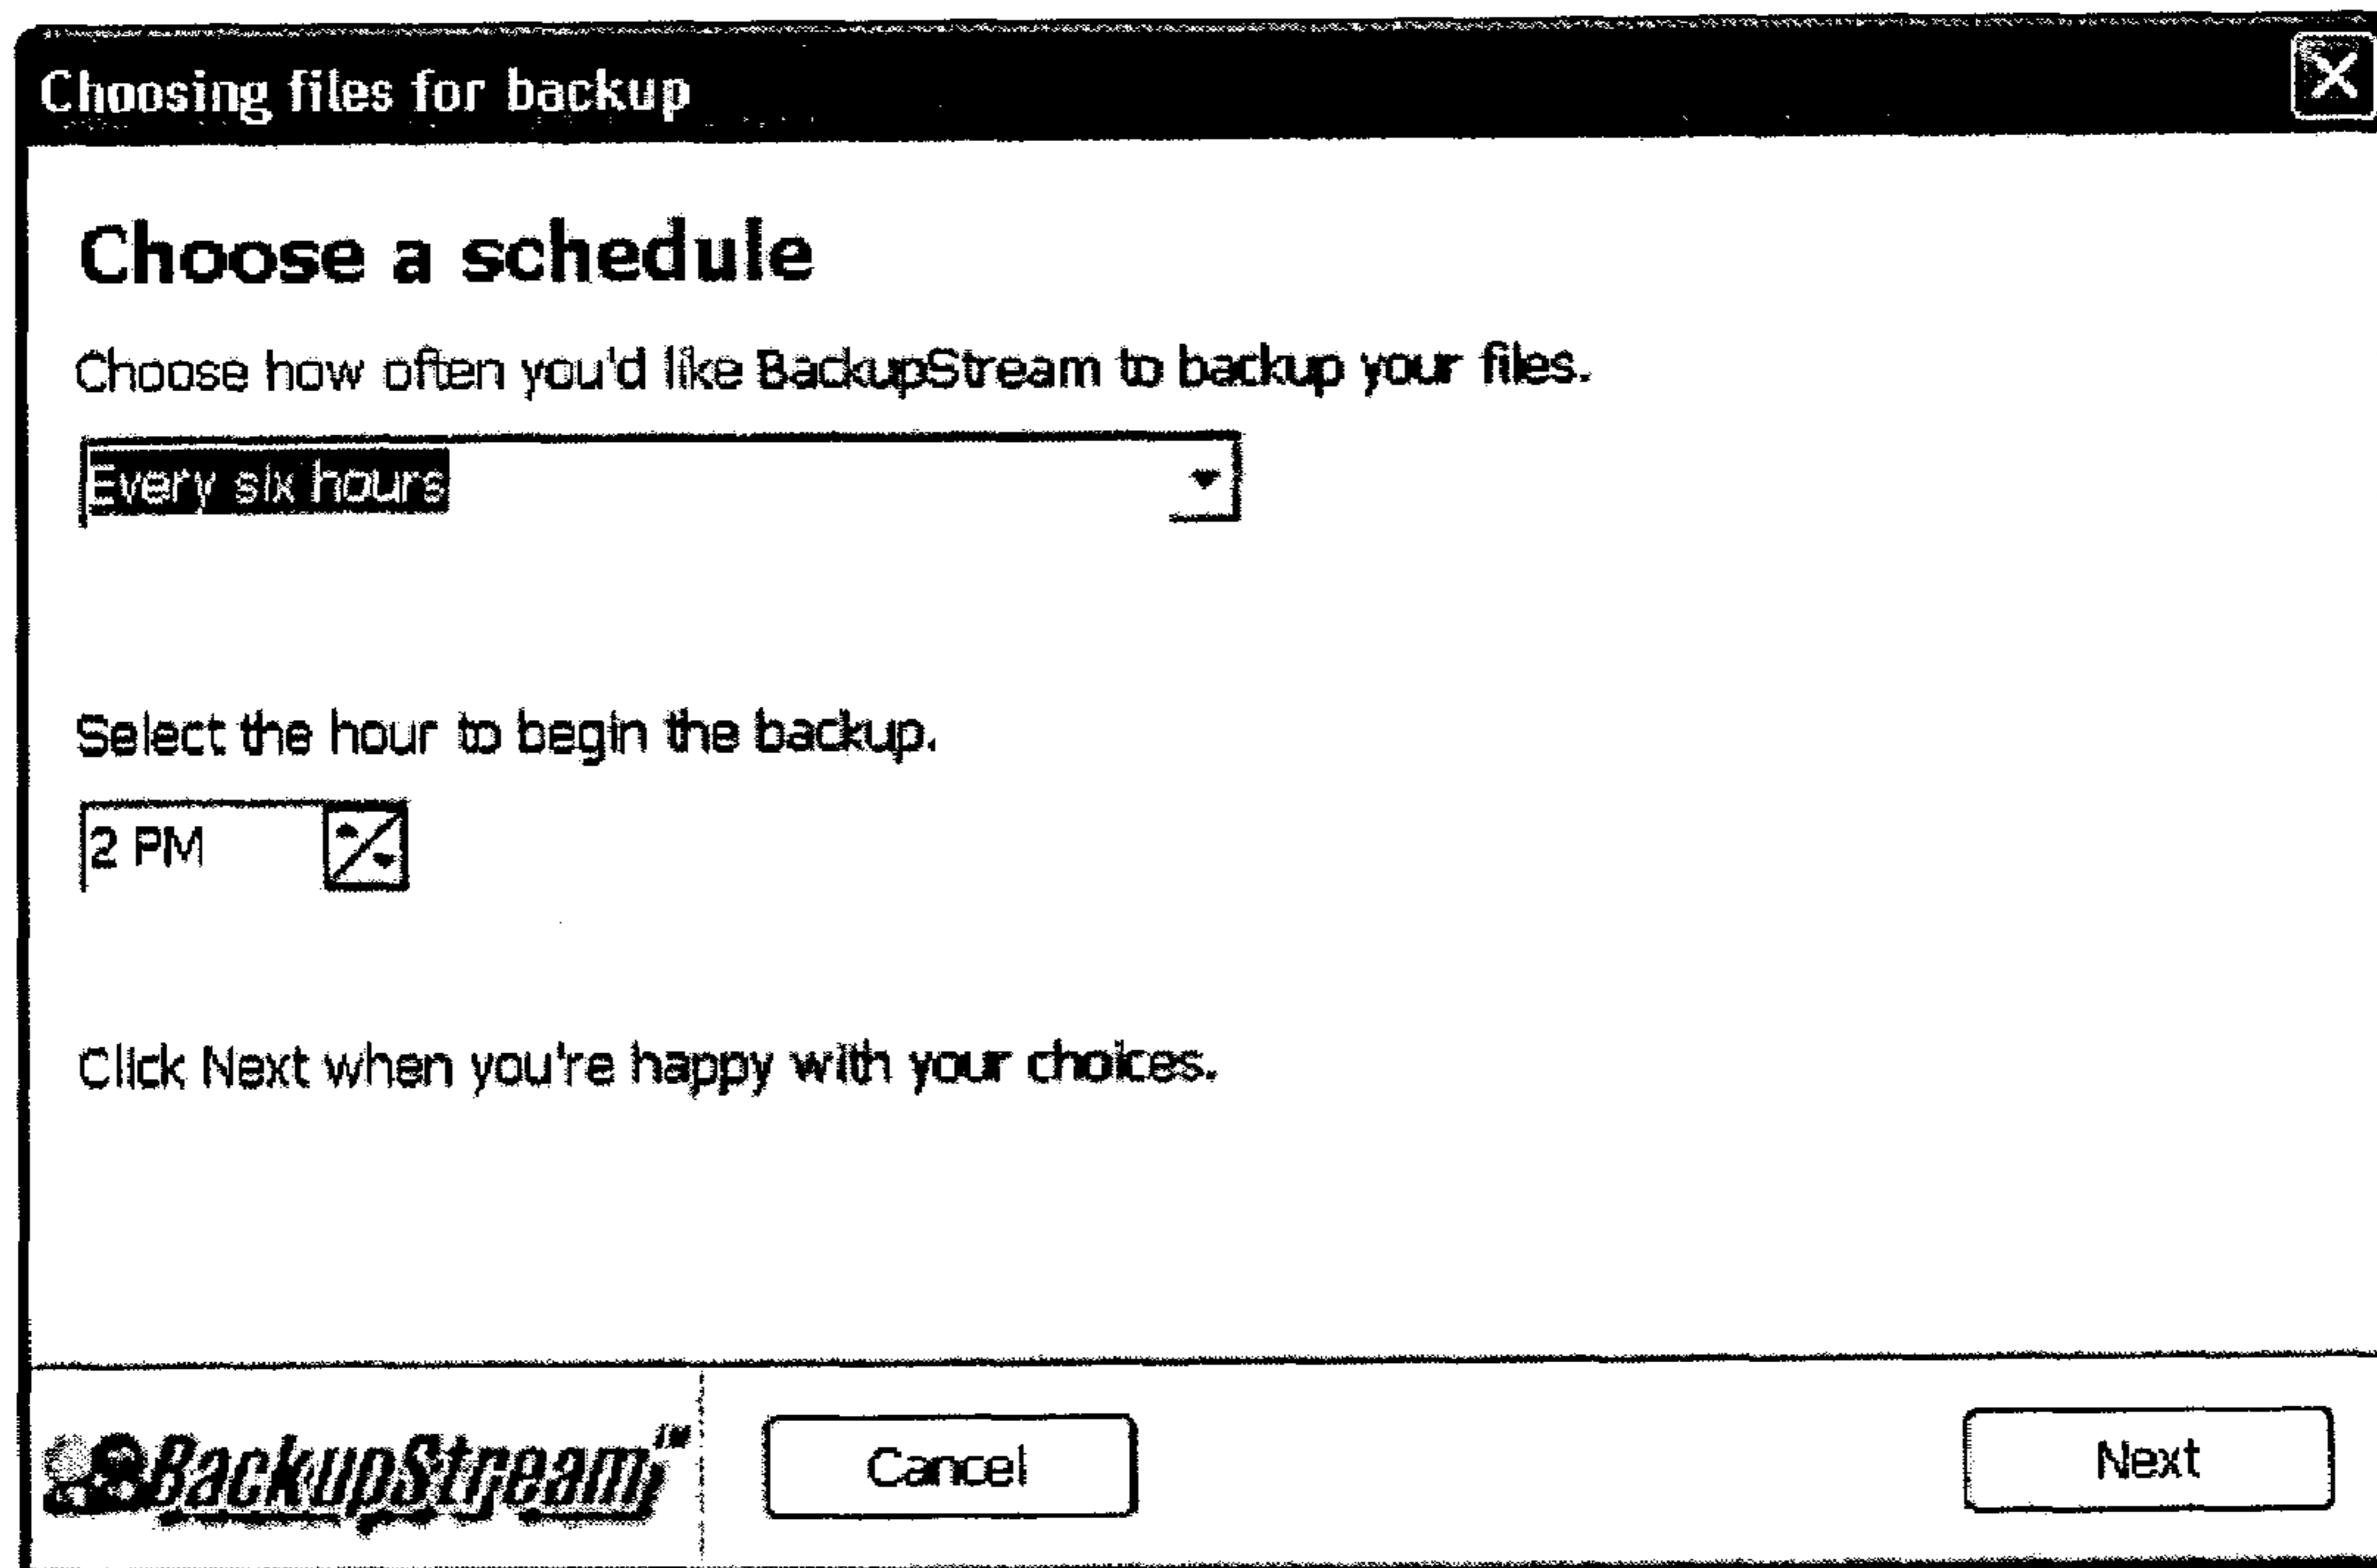 Choosing files for backup
Choose a schedule
Choose how often you'd like BackupStream to backup your files.
Every six hours
Select the hour to begin the backup.
2 PM
Click Next when you're happy with your choices.
BackupStream™
Cancel
Next